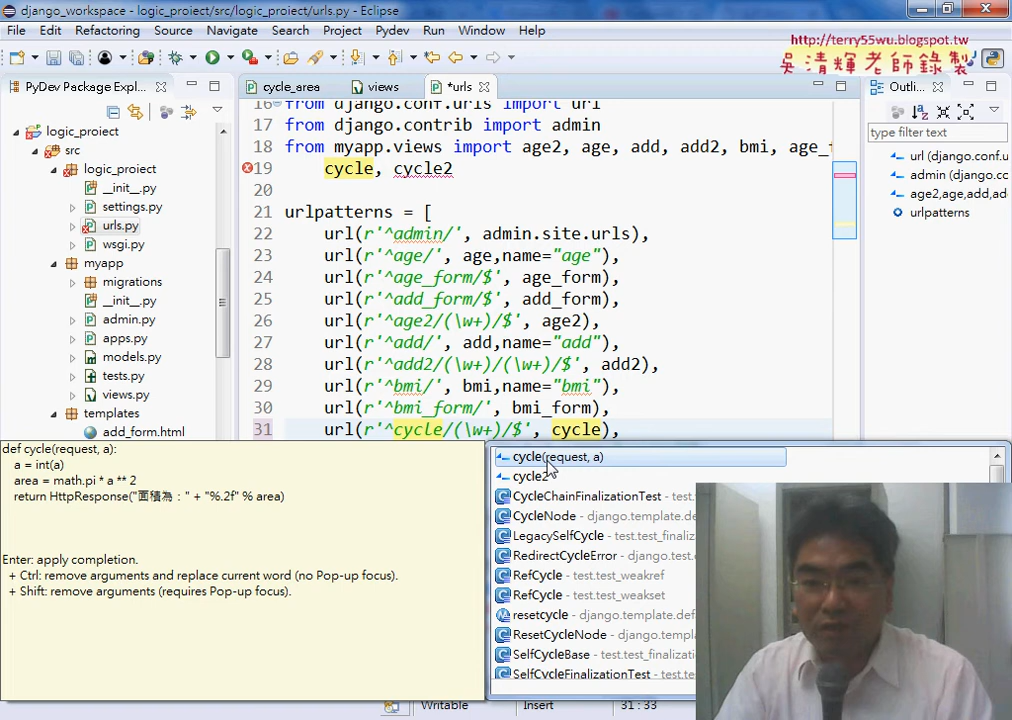 django_workspace - logic_proiect/src/logic_proiect/urls.py - Eclipse
File Edit Refactoring Source Navigate Search Project Pydev Run Window Help
http://terry55wu.blogspot.tw
吳清輝老師錄製
PyDev Package Expl...
cycle_area
views
*urls
Outli...
type filter text
logic_proiect
src
logic_proiect
__init__.py
settings.py
urls.py
wsgi.py
myapp
migrations
__init__.py
admin.py
apps.py
models.py
tests.py
views.py
templates
add_form.html
16 from django.conf.urls import url
17 from django.contrib import admin
18 from myapp.views import age2, age, add, add2, bmi, age_
19 cycle, cycle2
20
21 urlpatterns = [
22 url(r'^admin/', admin.site.urls),
23 url(r'^age/', age,name="age"),
24 url(r'^age_form/$', age_form),
25 url(r'^add_form/$', add_form),
26 url(r'^age2/(\w+)/$', age2),
27 url(r'^add/', add,name="add"),
28 url(r'^add2/(\w+)/(\w+)/$', add2),
29 url(r'^bmi/', bmi,name="bmi"),
30 url(r'^bmi_form/', bmi_form),
31 url(r'^cycle/(\w+)/$', cycle),
url (django.conf.u
admin (django.co
age2,age,add,ad
urlpatterns
def cycle(request, a):
a = int(a)
area = math.pi * a ** 2
return HttpResponse("面積為：" + "%.2f" % area)
Enter: apply completion.
+ Ctrl: remove arguments and replace current word (no Pop-up focus).
+ Shift: remove arguments (requires Pop-up focus).
cycle(request, a)
cycle2
CycleChainFinalizationTest - test.
CycleNode - django.template.de
LegacySelfCycle - test.test_finaliz
RedirectCycleError - django.test.
RefCycle - test.test_weakref
RefCycle - test.test_weakset
resetcycle - django.template.def
ResetCycleNode - django.templa
SelfCycleBase - test.test_finalizati
SelfCycleFinalizationTest - test.t
Writable Insert 31 : 33